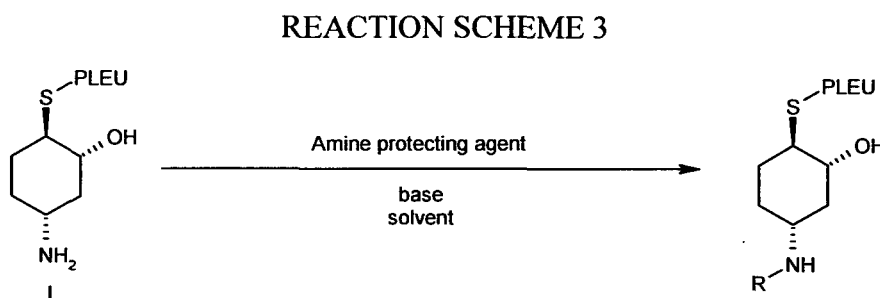 REACTION SCHEME 3
PLEU
S
OH
NH2
I
Amine protecting agent
base
solvent
PLEU
S
OH
NH
R